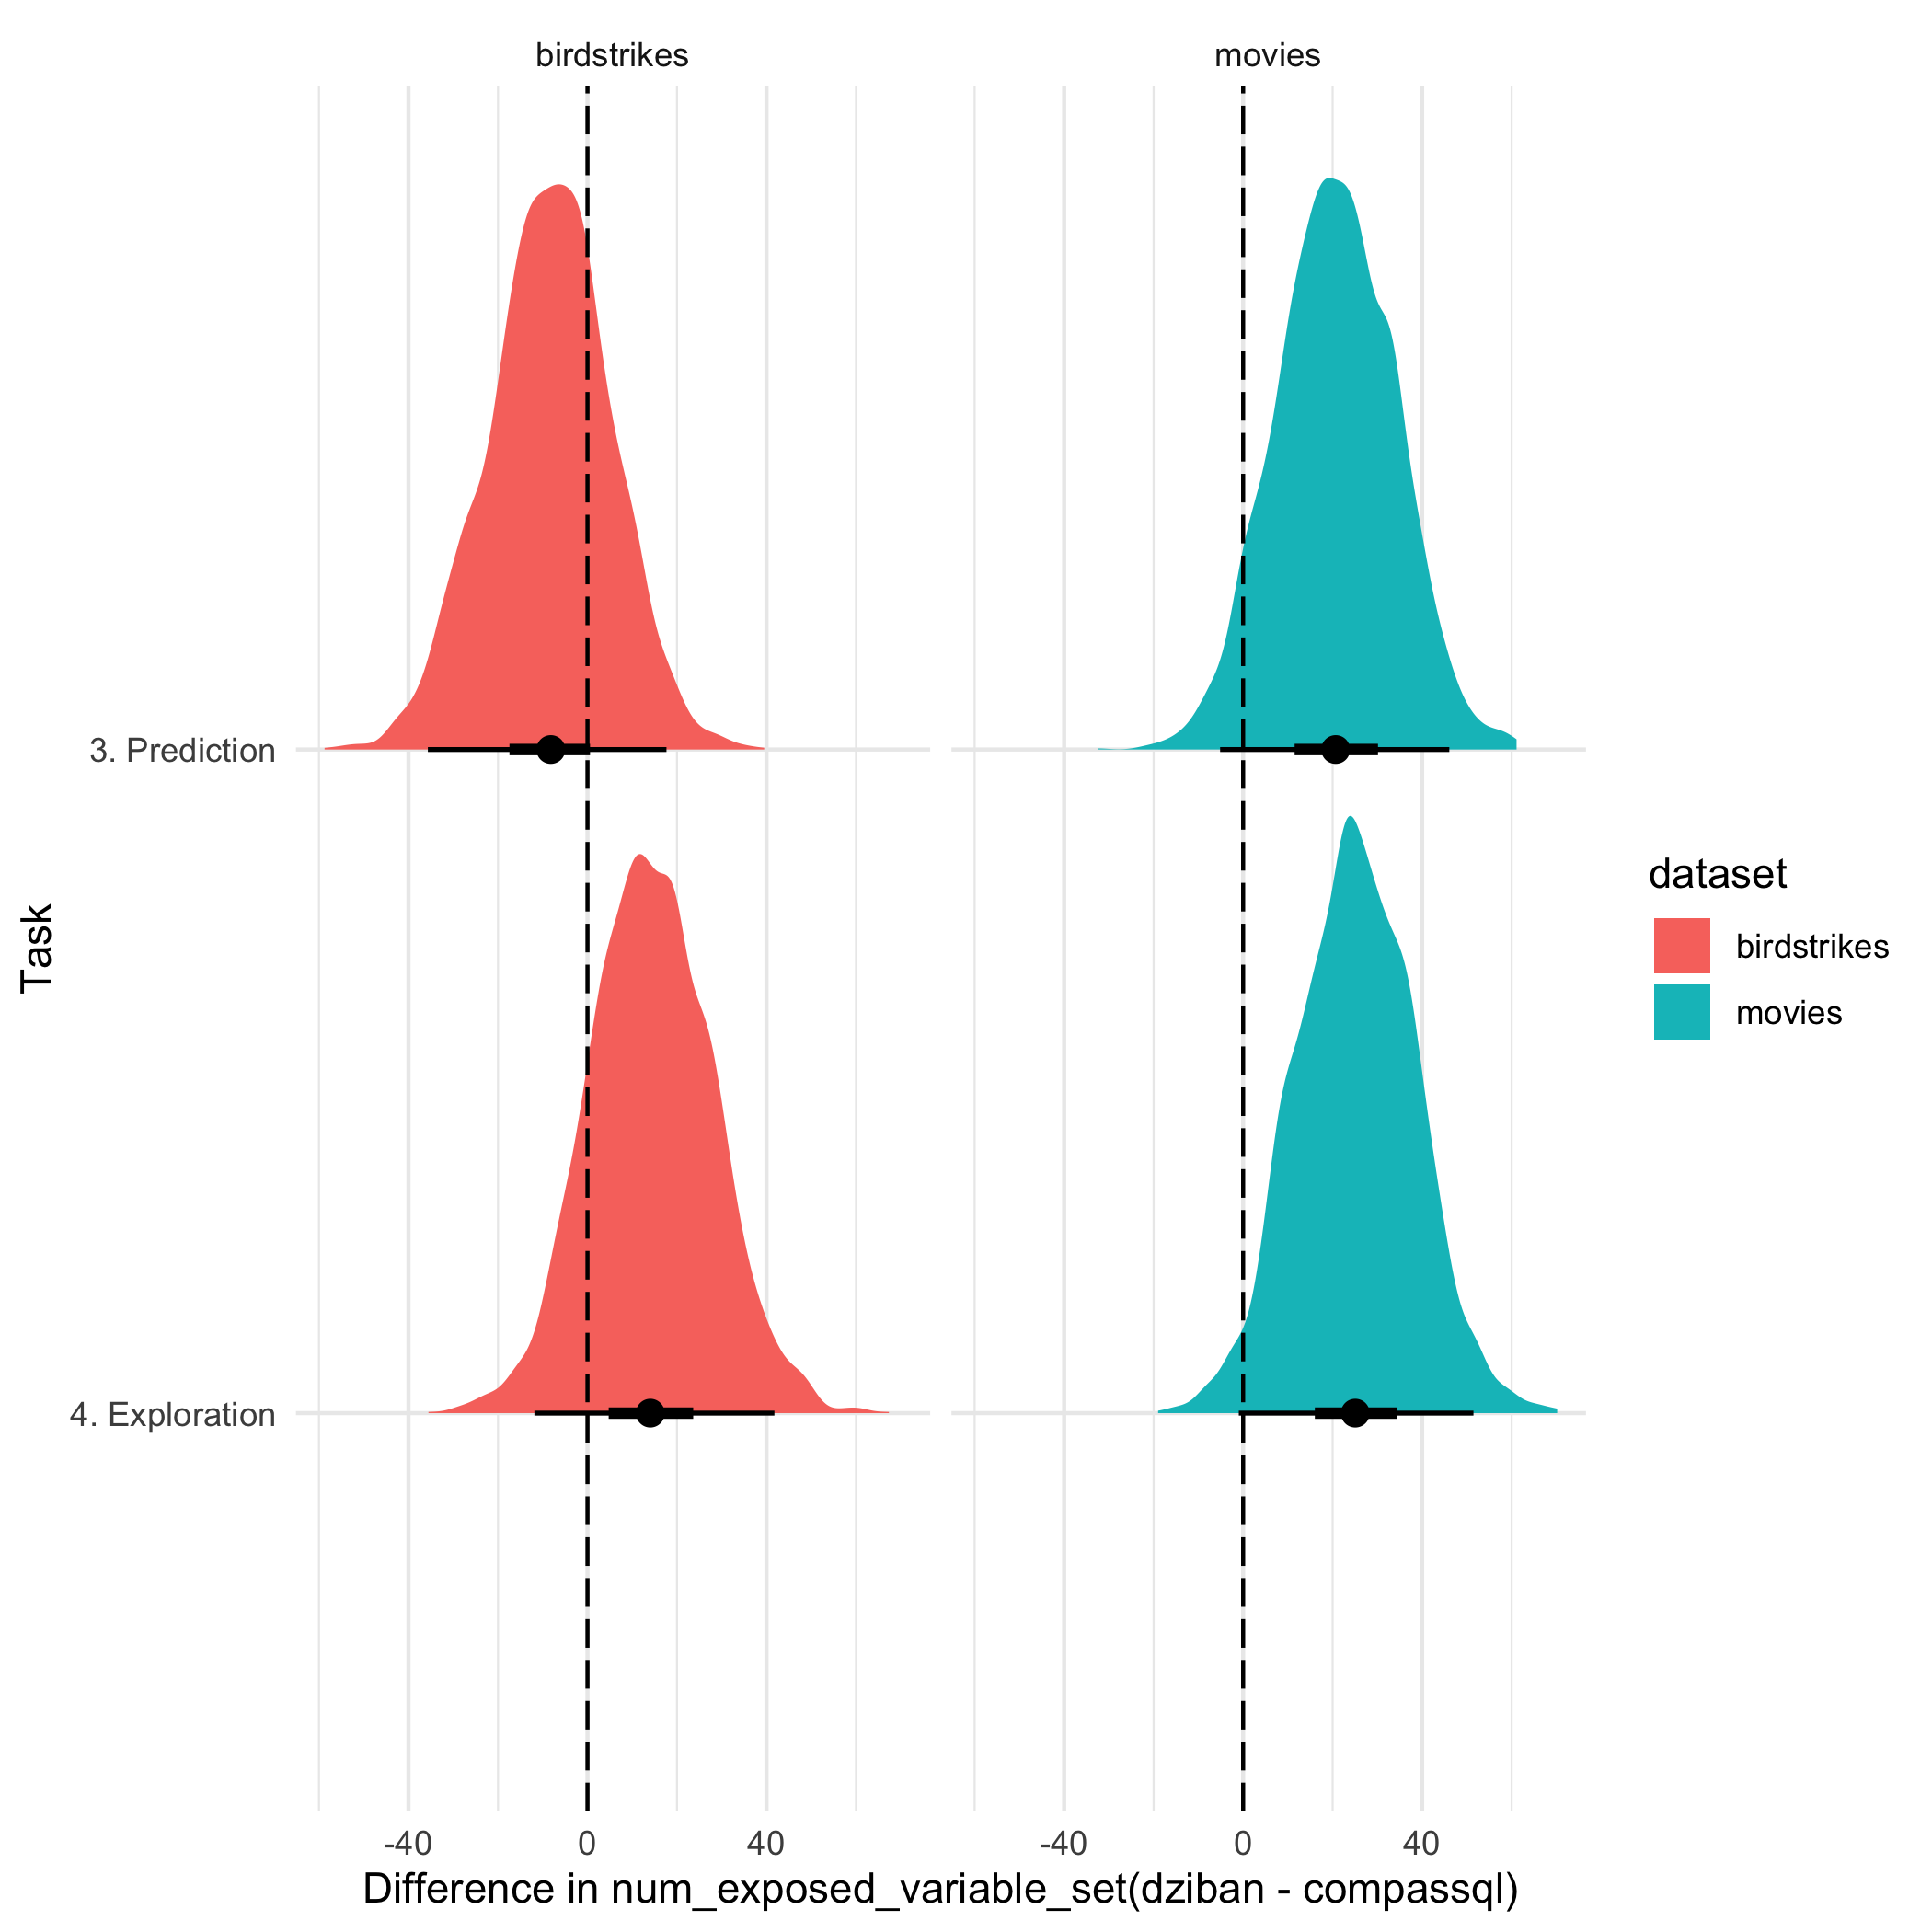 birdstrikes
movies
Task
3. Prediction
4. Exploration
-40 0 40
-40 0 40
Difference in num_exposed_variable_set(dziban - compassql)
dataset
birdstrikes
movies